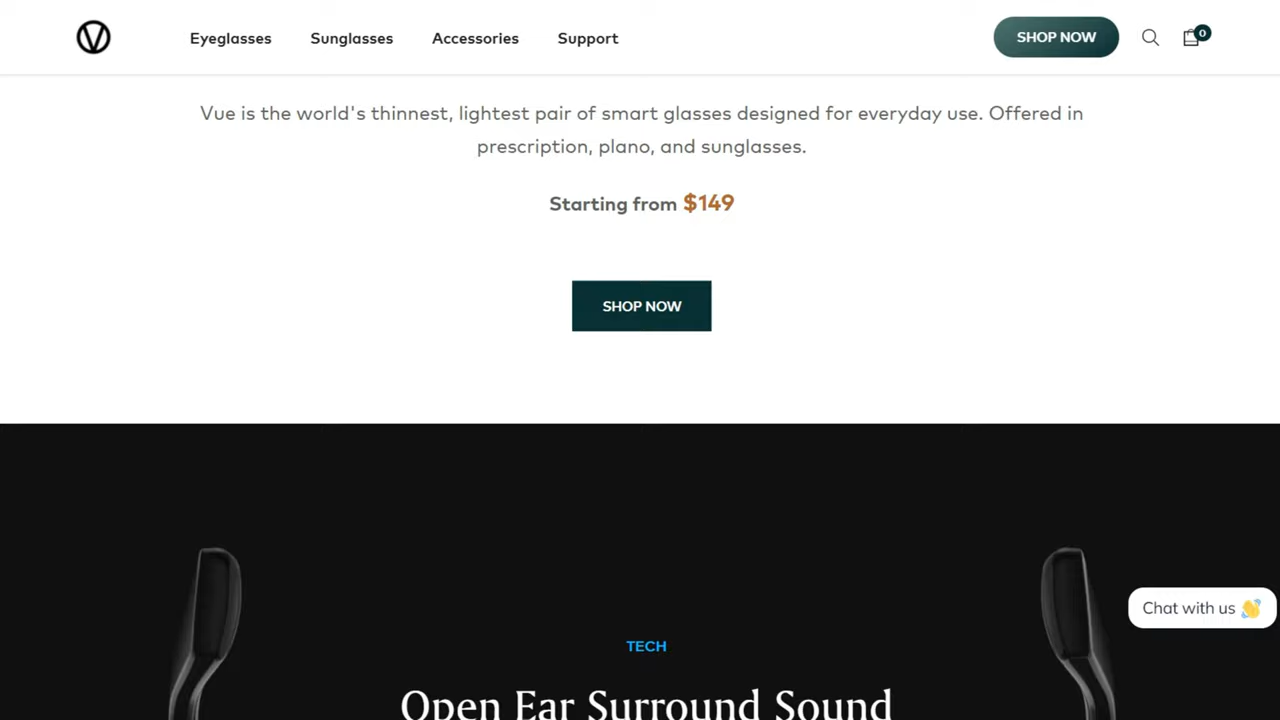 Eyeglasses Sunglasses Accessories Support SHOP NOW 0
Vue is the world's thinnest, lightest pair of smart glasses designed for everyday use. Offered in
prescription, plano, and sunglasses.
Starting from $149
SHOP NOW
Chat with us 👋
TECH
Open Ear Surround Sound